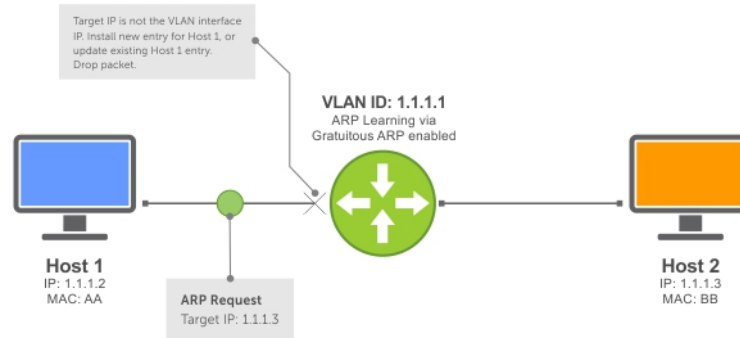 Target IP is not the VLAN interface
IP. Install new entry for Host 1, or
update existing Host 1 entry.
Drop packet.
VLAN ID: 1.1.1.1
ARP Learning via
Gratuitous ARP enabled
Host 1
IP: 1.1.1.2
MAC: AA
ARP Request
Target IP: 1.1.1.3
Host 2
IP: 1.1.1.3
MAC: BB